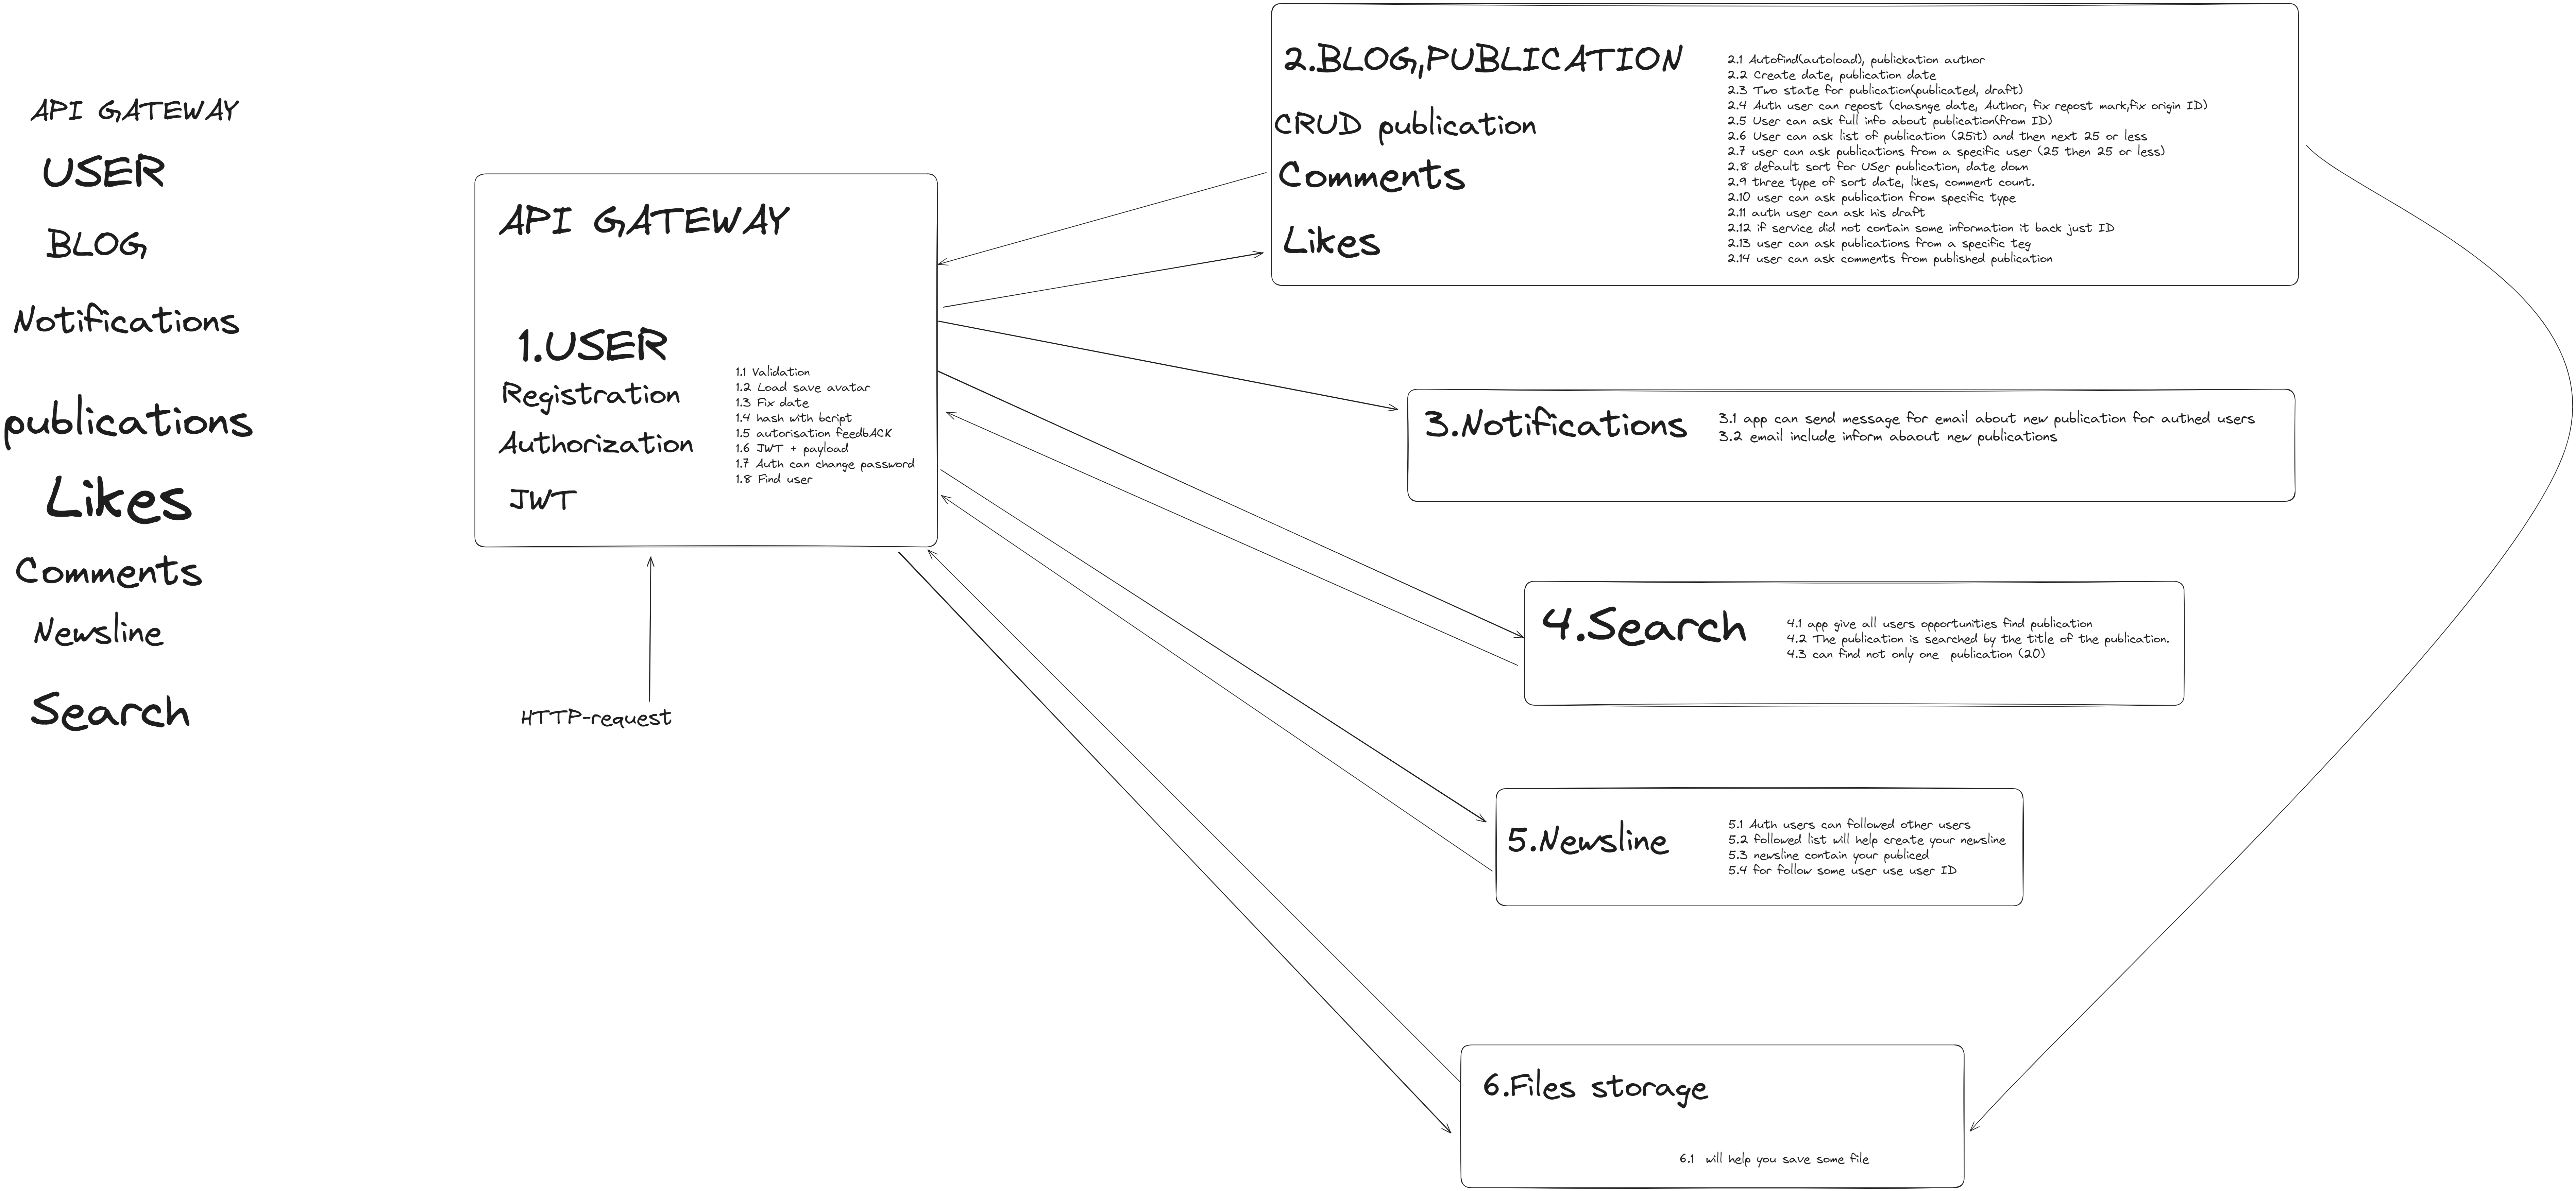 API GATEWAY
USER
BLOG
Notifications
publications
Likes
Comments
Newsline
Search
API GATEWAY
1.USER
Registration
Authorization
JWT
1.1 Validation
1.2 Load save avatar
1.3 Fix date
1.4 hash with bcript
1.5 autorisation feedbACK
1.6 JWT + payload
1.7 Auth can change password
1.8 Find user
HTTP-request
2.BLOG,PUBLICATION
CRUD publication
Comments
Likes
2.1 Autofind(autoload), publickation author
2.2 Create date, publication date
2.3 Two state for publication(publicated, draft)
2.4 Auth user can repost (chasnge date, Author, fix repost mark,fix origin ID)
2.5 User can ask full info about publication(from ID)
2.6 User can ask list of publication (25it) and then next 25 or less
2.7 user can ask publications from a specific user (25 then 25 or less)
2.8 default sort for USer publication, date down
2.9 three type of sort date, likes, comment count.
2.10 user can ask publication from specific type
2.11 auth user can ask his draft
2.12 if service did not contain some information it back just ID
2.13 user can ask publications from a specific teg
2.14 user can ask comments from published publication
3.Notifications
3.1 app can send message for email about new publication for authed users
3.2 email include inform abaout new publications
4.Search
4.1 app give all users opportunities find publication
4.2 The publication is searched by the title of the publication.
4.3 can find not only one publication (20)
5.Newsline
5.1 Auth users can followed other users
5.2 followed list will help create your newsline
5.3 newsline contain your publiced
5.4 for follow some user use user ID
6.Files storage
6.1 will help you save some file